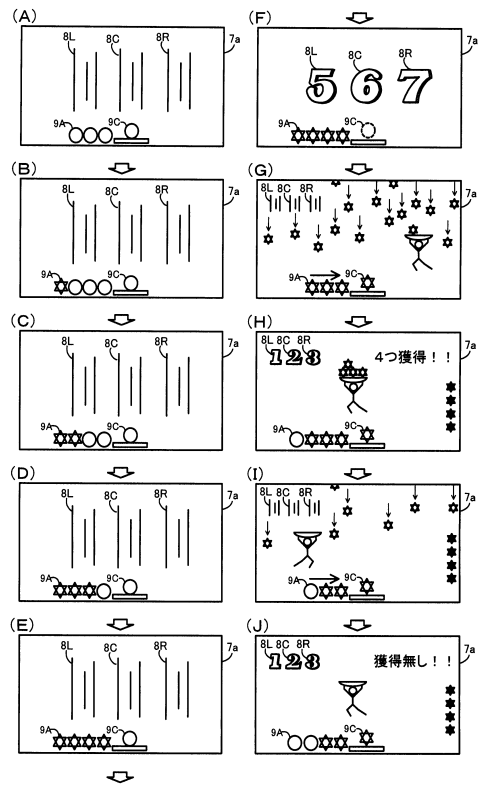 (A)
8L 8C 8R 7a
9A 9C
(B)
8L 8C 8R 7a
9A 9C
(C)
8L 8C 8R 7a
9A 9C
(D)
8L 8C 8R 7a
9A 9C
(E)
8L 8C 8R 7a
9A 9C
(F)
8L 8C 8R 7a
5 6 7
9A 9C
(G)
8L 8C 8R 7a
9A 9C
(H)
8L 8C 8R 7a
1 2 3 4つ獲得!!
9A 9C
(I)
8L 8C 8R 7a
9A 9C
(J)
8L 8C 8R 7a
1 2 3 獲得無し!!
9A 9C